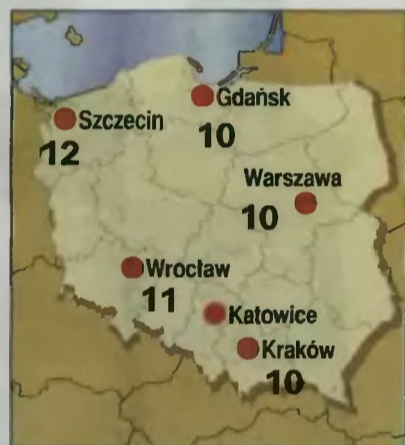 Gdańsk
10
Szczecin
12
Warszawa
10
Wrocław
11
Katowice
Kraków
10